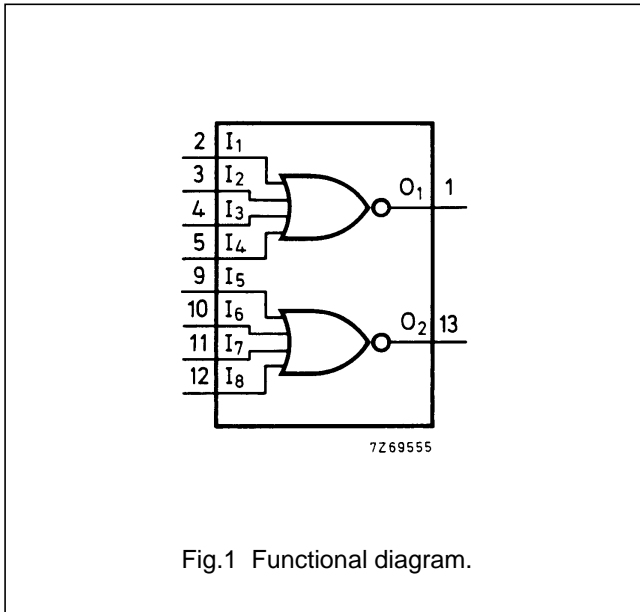 2 I1
3 I2
4 I3
5 I4
O1 1
9 I5
10 I6
11 I7
12 I8
O2 13
7Z69555
Fig.1 Functional diagram.